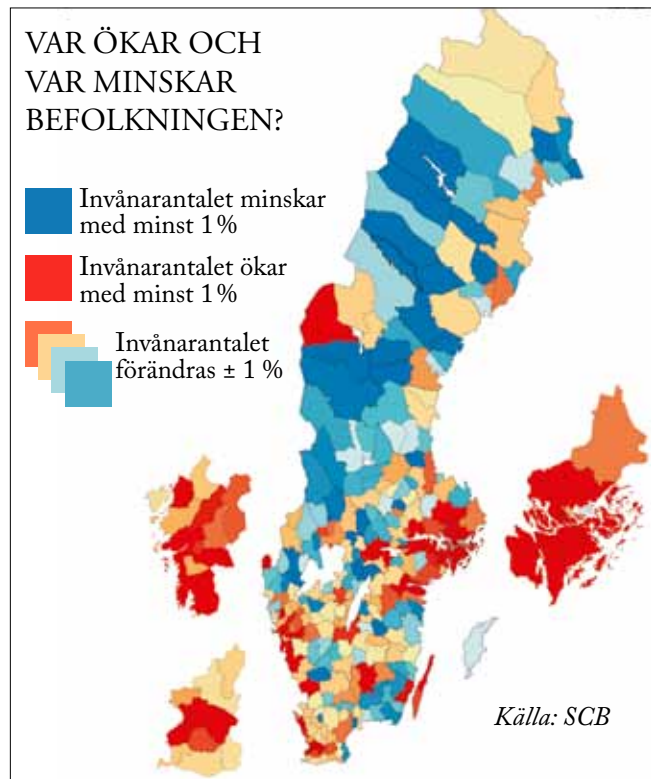 VAR ÖKAR OCH
VAR MINSKAR
BEFOLKNINGEN?
Invånarantalet minskar
med minst 1 %
Invånarantalet ökar
med minst 1 %
Invånarantalet
förändras ± 1 %
Källa: SCB